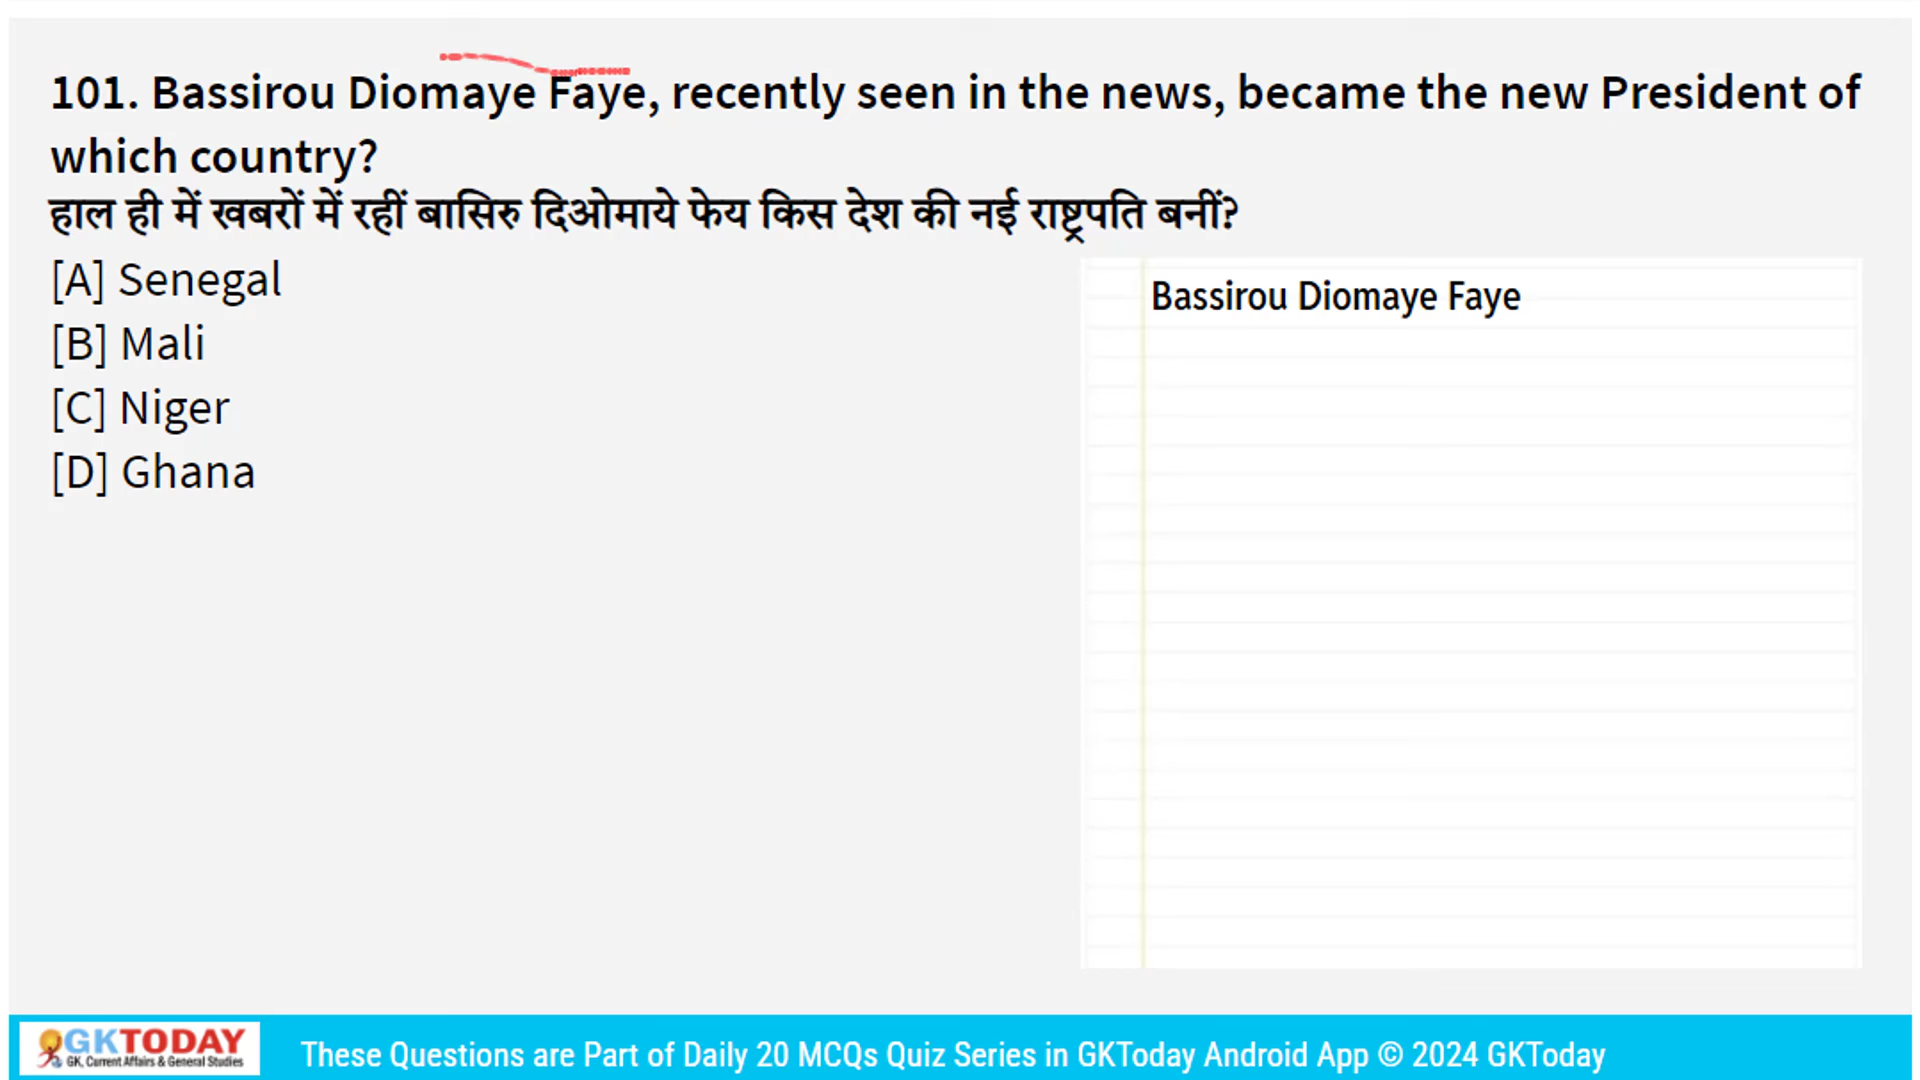 101. Bassirou Diomaye Faye, recently seen in the news, became the new President of
which country?
हाल ही में खबरों में रहीं बासिरु दिओमाये फेय किस देश की नई राष्ट्रपति बनीं?
[A] Senegal
[B] Mali
[C] Niger
[D] Ghana
Bassirou Diomaye Faye
GKTODAY
GK, Current Affairs & General Studies
These Questions are Part of Daily 20 MCQs Quiz Series in GKToday Android App © 2024 GKToday